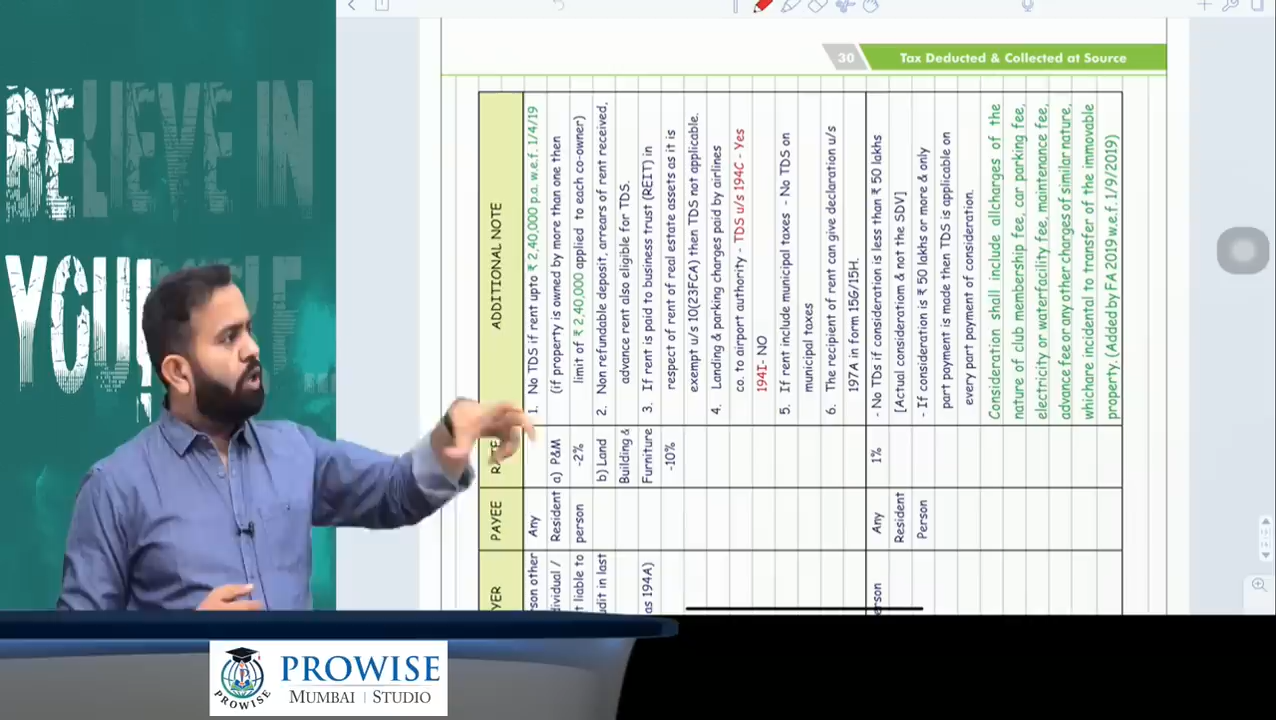 BELIEVE IN
YOU
30
Tax Deducted & Collected at Source
ADDITIONAL NOTE
1. No TDS if rent upto ₹ 2,40,000 p.a. w.e.f. 1/4/19
(if property is owned by more than one then
limit of ₹ 2,40,000 applied to each co-owner)
2. Non refundable deposit, arrears of rent received,
advance rent also eligible for TDS.
3. If rent is paid to business trust (REIT) in
respect of rent of real estate assets as it is
exempt u/s 10(23FCA) then TDS not applicable.
4. Landing & parking charges paid by airlines
co. to airport authority - TDS u/s 194C - Yes
194I- NO
5. If rent include municipal taxes - No TDS on
municipal taxes
6. The recipient of rent can give declaration u/s
197A in form 15G/15H.
- No TDs if consideration is less than ₹ 50 lakhs
[Actual consideratiom & not the SDV]
- If consideration is ₹ 50 lakhs or more & only
part payment is made then TDS is applicable on
every part payment of consideration.
Consideration shall include allcharges of the
nature of club membership fee, car parking fee,
electricity or waterfacility fee, maintenance fee,
advance fee or any other charges of similar nature,
whichare incidental to transfer of the immovable
property. (Added by FA 2019 w.e.f. 1/9/2019)
a) P&M
-2%
b) Land
Building &
Furniture
-10%
1%
PAYEE
Any
Resident
person
Any
Resident
Person
as 194A)
PROWISE
PROWISE
MUMBAI | STUDIO